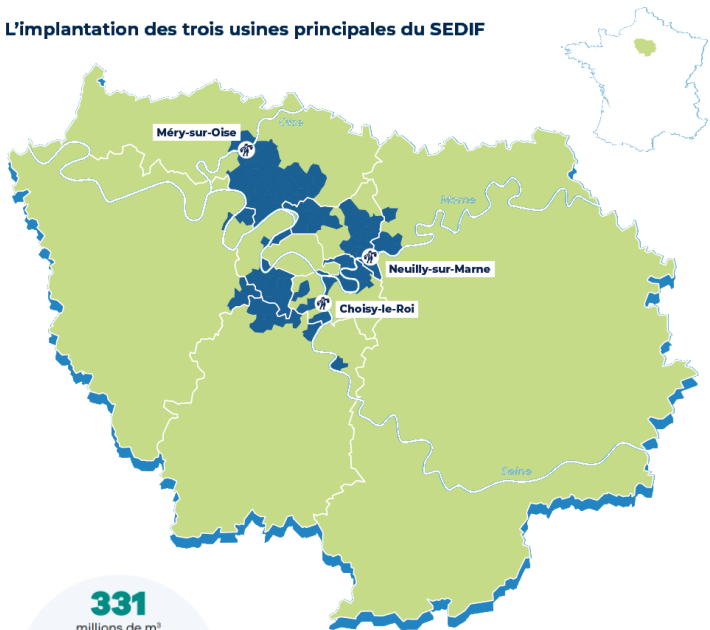 L’implantation des trois usines principales du SEDIF
Oise
Méry-sur-Oise
Marne
Neuilly-sur-Marne
Choisy-le-Roi
Seine
331
millions de m³